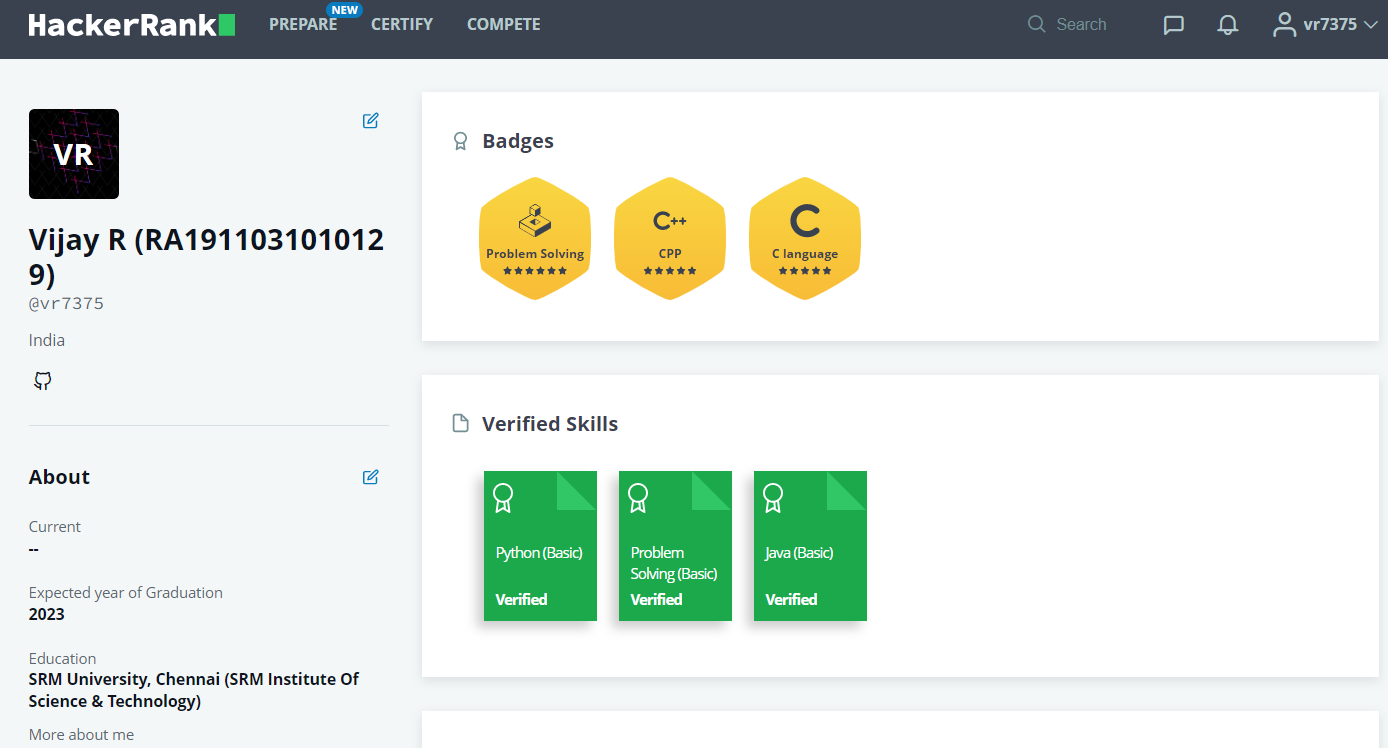 HackerRank
PREPARE
NEW
CERTIFY
COMPETE
Search
vr7375
VR
Vijay R (RA191103101012
9)
@vr7375
India
About
Current
--
Expected year of Graduation
2023
Education
SRM University, Chennai (SRM Institute Of
Science & Technology)
More about me
Badges
C++
C
Problem Solving
CPP
C language
Verified Skills
Python (Basic)
Verified
Problem
Solving (Basic)
Verified
Java (Basic)
Verified